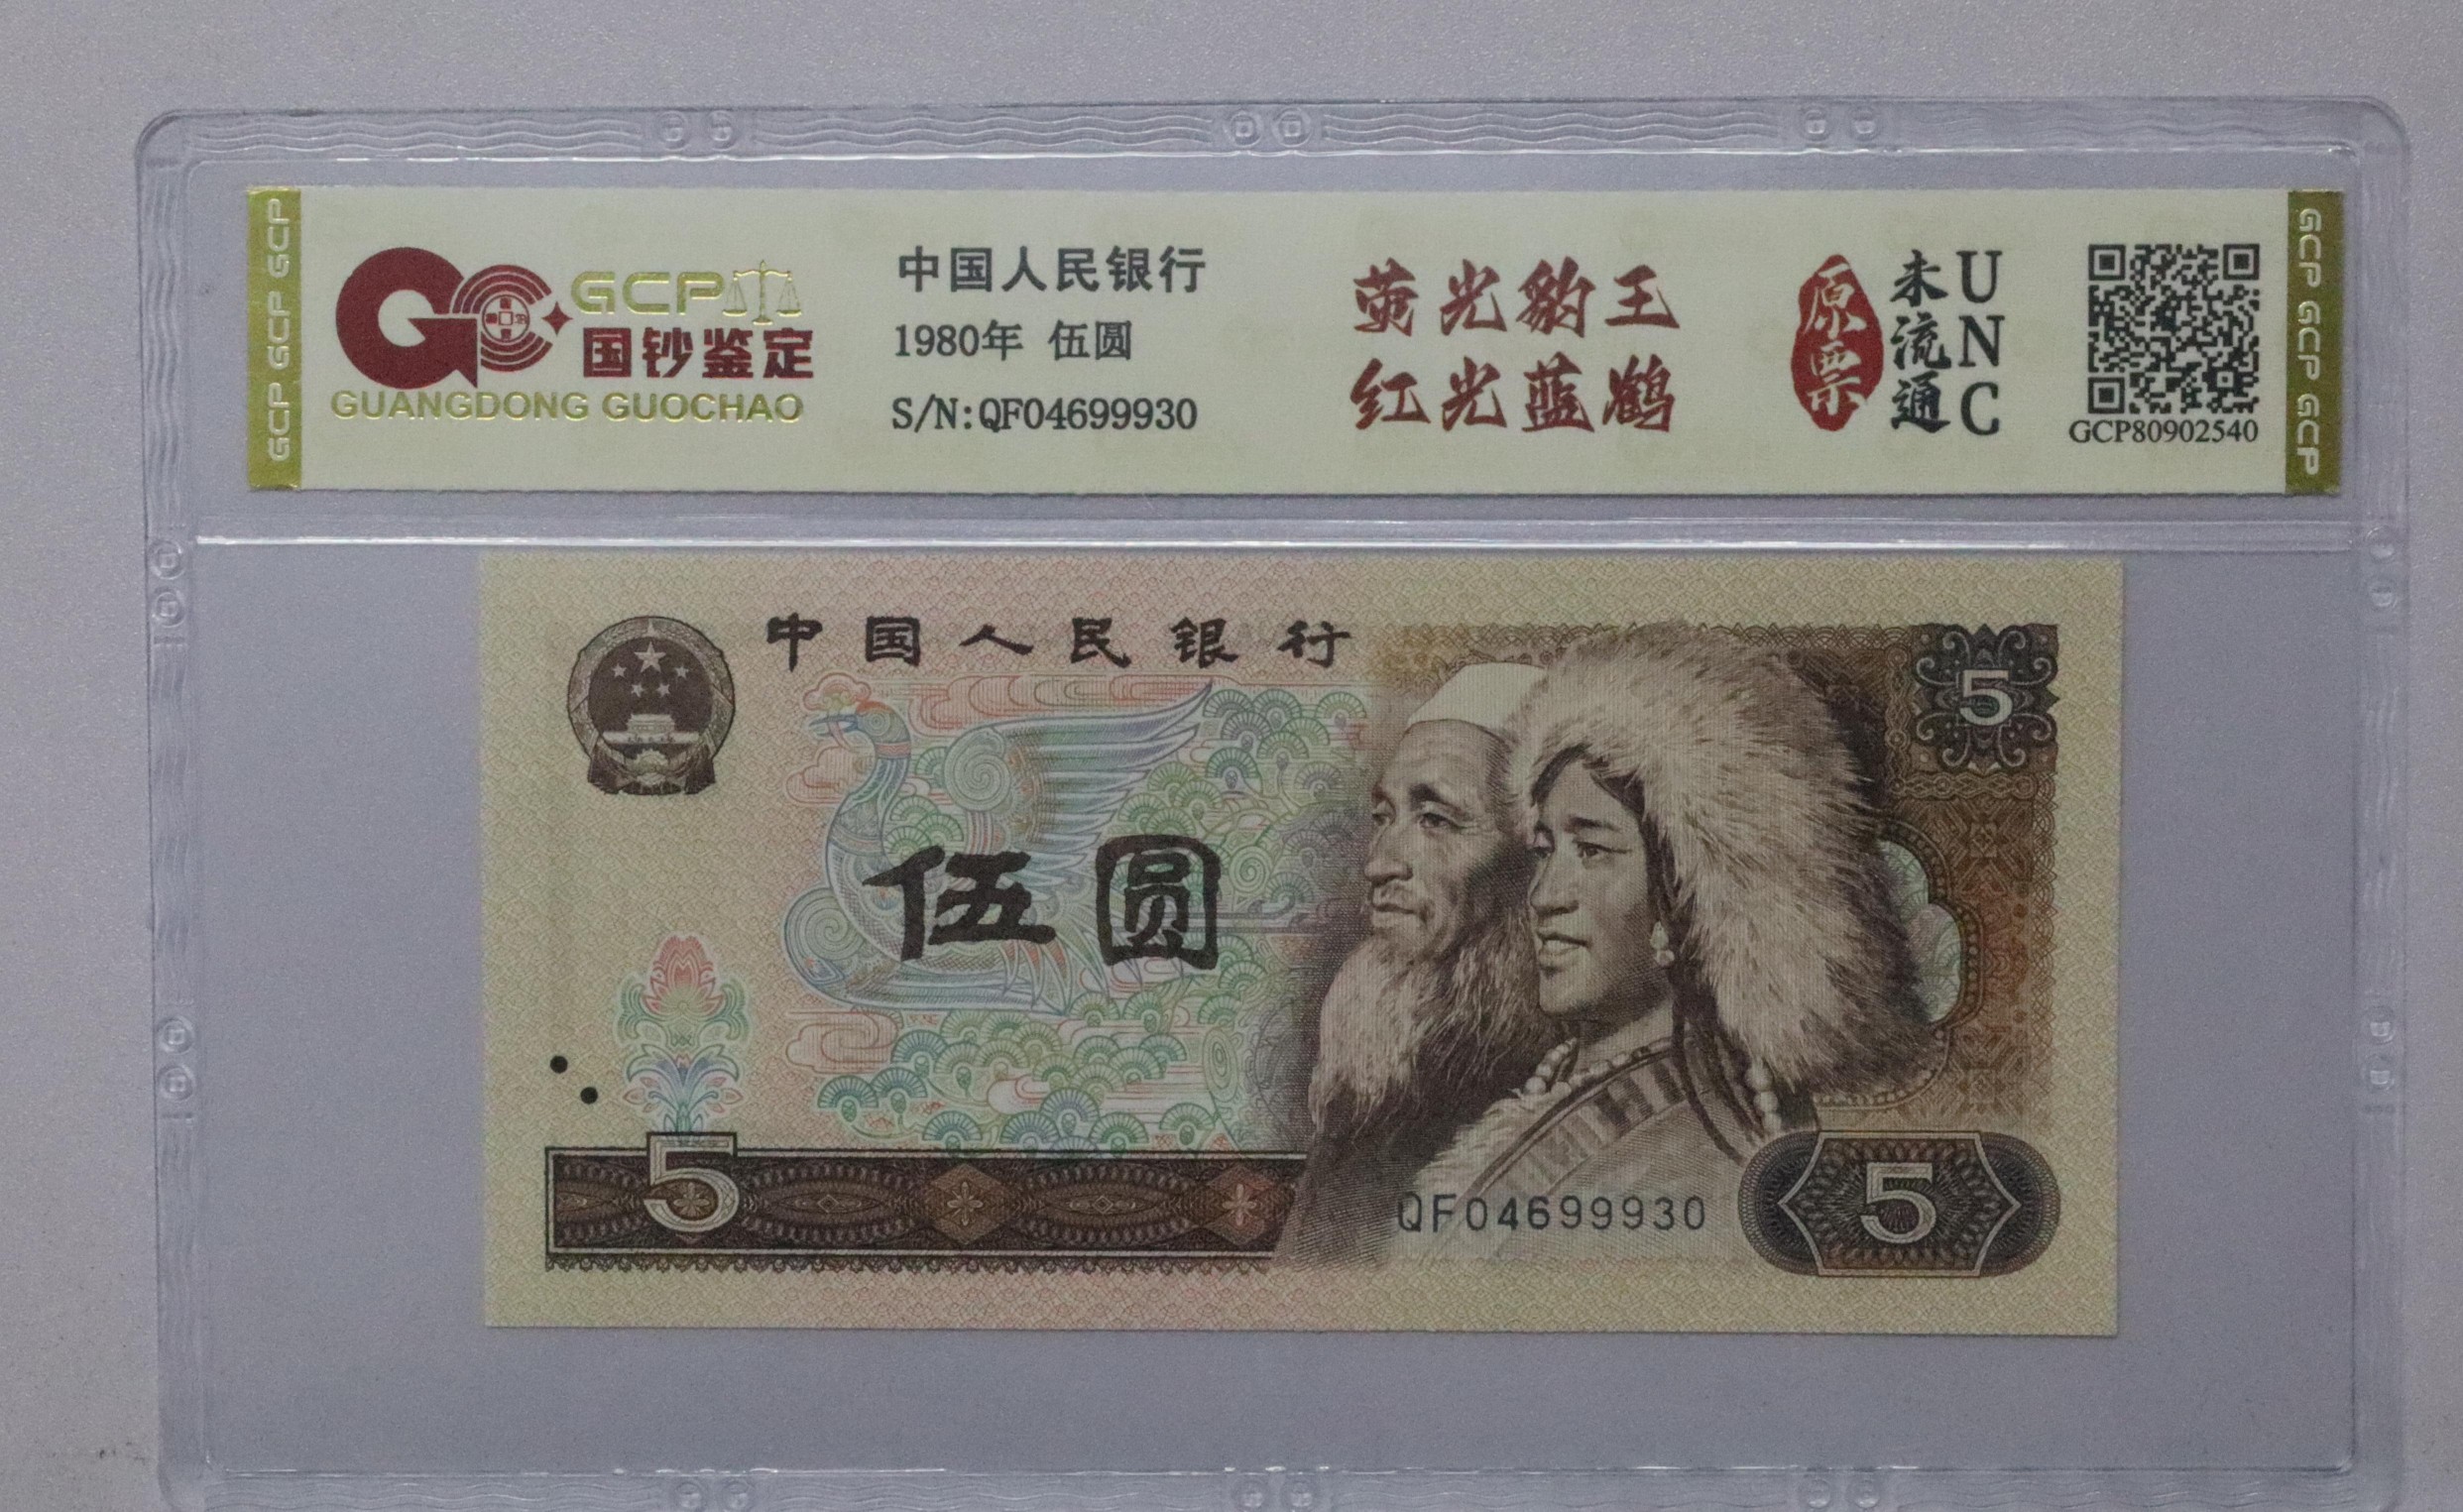 GCP GCP GCP
GCP
国钞鉴定
GUANGDONG GUOCHAO
中国人民银行
1980年 伍圆
S/N:QF04699930
荧光豹王
红光蓝鹤
原票
未流通
UNC
GCP80902540
GCP GCP GCP
中国人民银行
5
伍圆
5
QF04699930
5